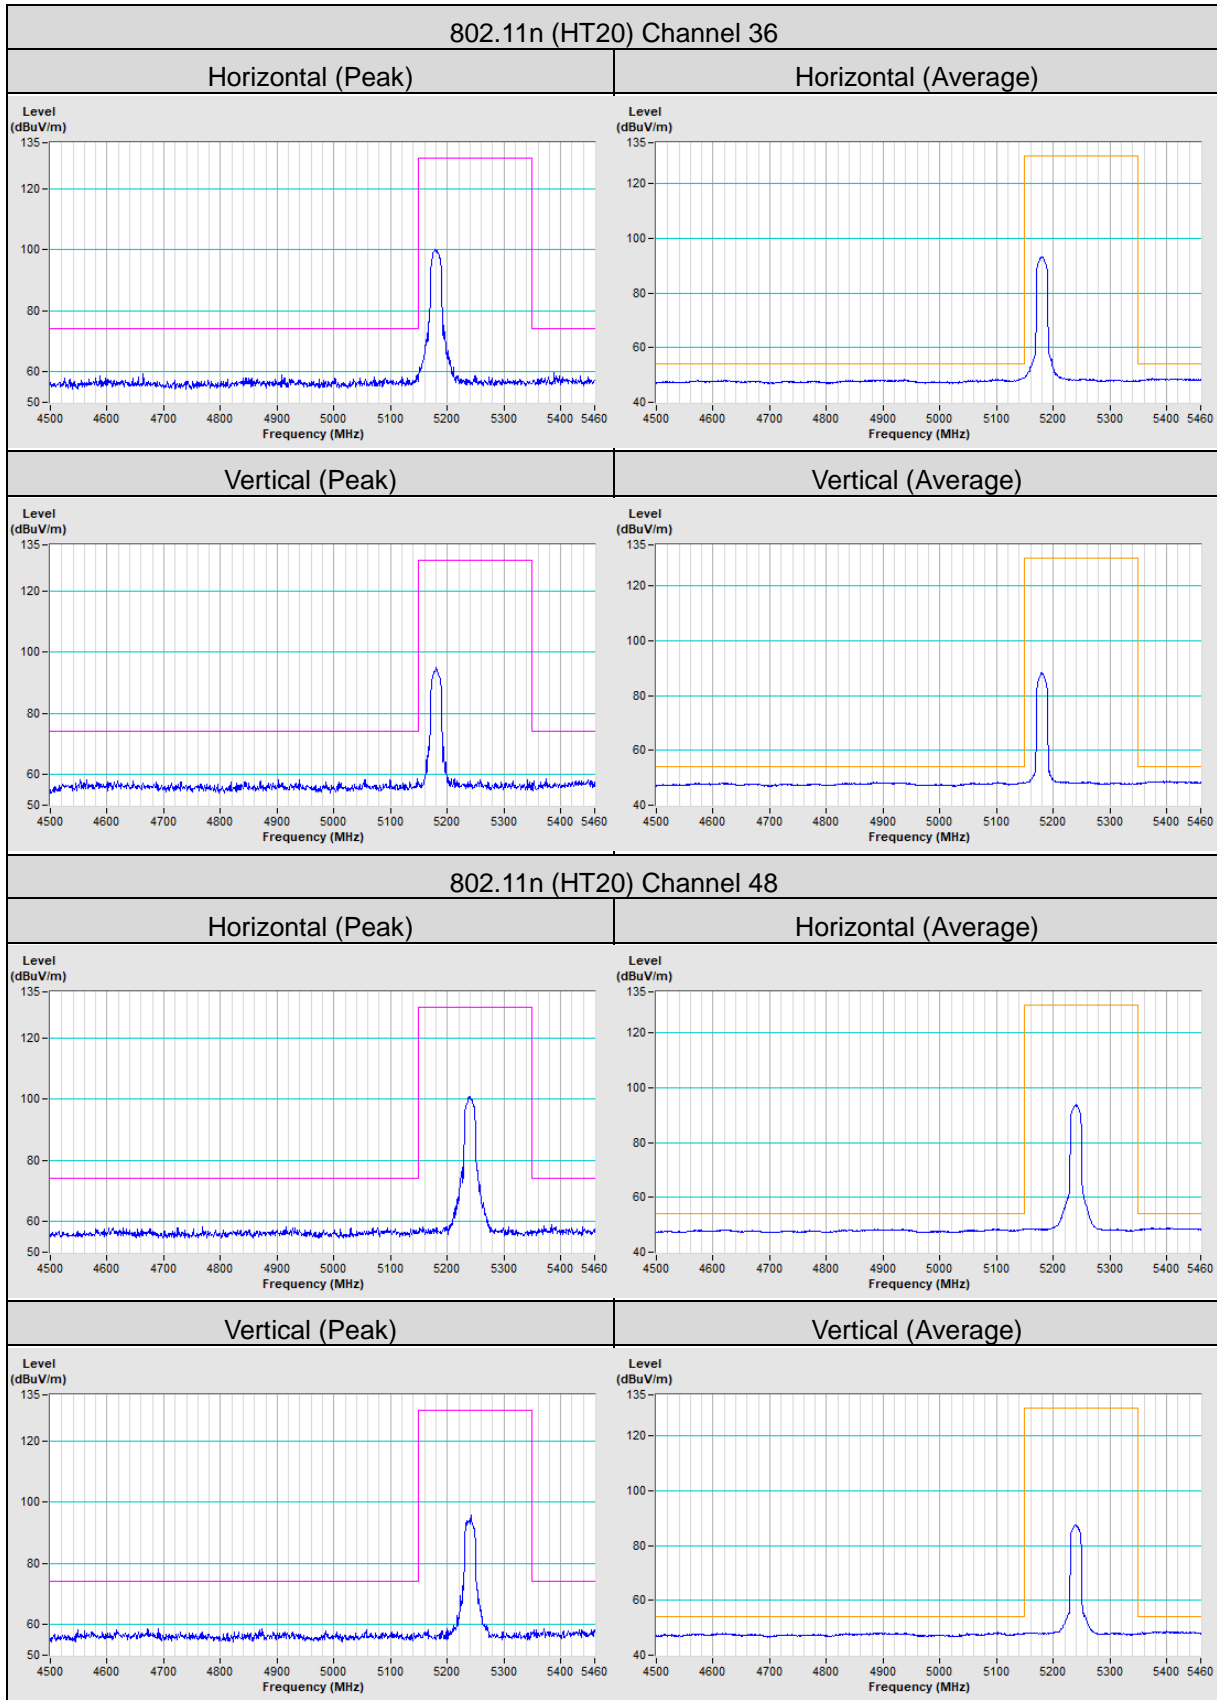 802.11n (HT20) Channel 36
Horizontal (Peak)
Horizontal (Average)
Level
(dBuV/m)
135
120
100
80
60
50
4500 4600 4700 4800 4900 5000 5100 5200 5300 5400 5460
Frequency (MHz)
Level
(dBuV/m)
135
120
100
80
60
40
4500 4600 4700 4800 4900 5000 5100 5200 5300 5400 5460
Frequency (MHz)
Vertical (Peak)
Vertical (Average)
Level
(dBuV/m)
135
120
100
80
60
50
4500 4600 4700 4800 4900 5000 5100 5200 5300 5400 5460
Frequency (MHz)
Level
(dBuV/m)
135
120
100
80
60
40
4500 4600 4700 4800 4900 5000 5100 5200 5300 5400 5460
Frequency (MHz)
802.11n (HT20) Channel 48
Horizontal (Peak)
Horizontal (Average)
Level
(dBuV/m)
135
120
100
80
60
50
4500 4600 4700 4800 4900 5000 5100 5200 5300 5400 5460
Frequency (MHz)
Level
(dBuV/m)
135
120
100
80
60
40
4500 4600 4700 4800 4900 5000 5100 5200 5300 5400 5460
Frequency (MHz)
Vertical (Peak)
Vertical (Average)
Level
(dBuV/m)
135
120
100
80
60
50
4500 4600 4700 4800 4900 5000 5100 5200 5300 5400 5460
Frequency (MHz)
Level
(dBuV/m)
135
120
100
80
60
40
4500 4600 4700 4800 4900 5000 5100 5200 5300 5400 5460
Frequency (MHz)